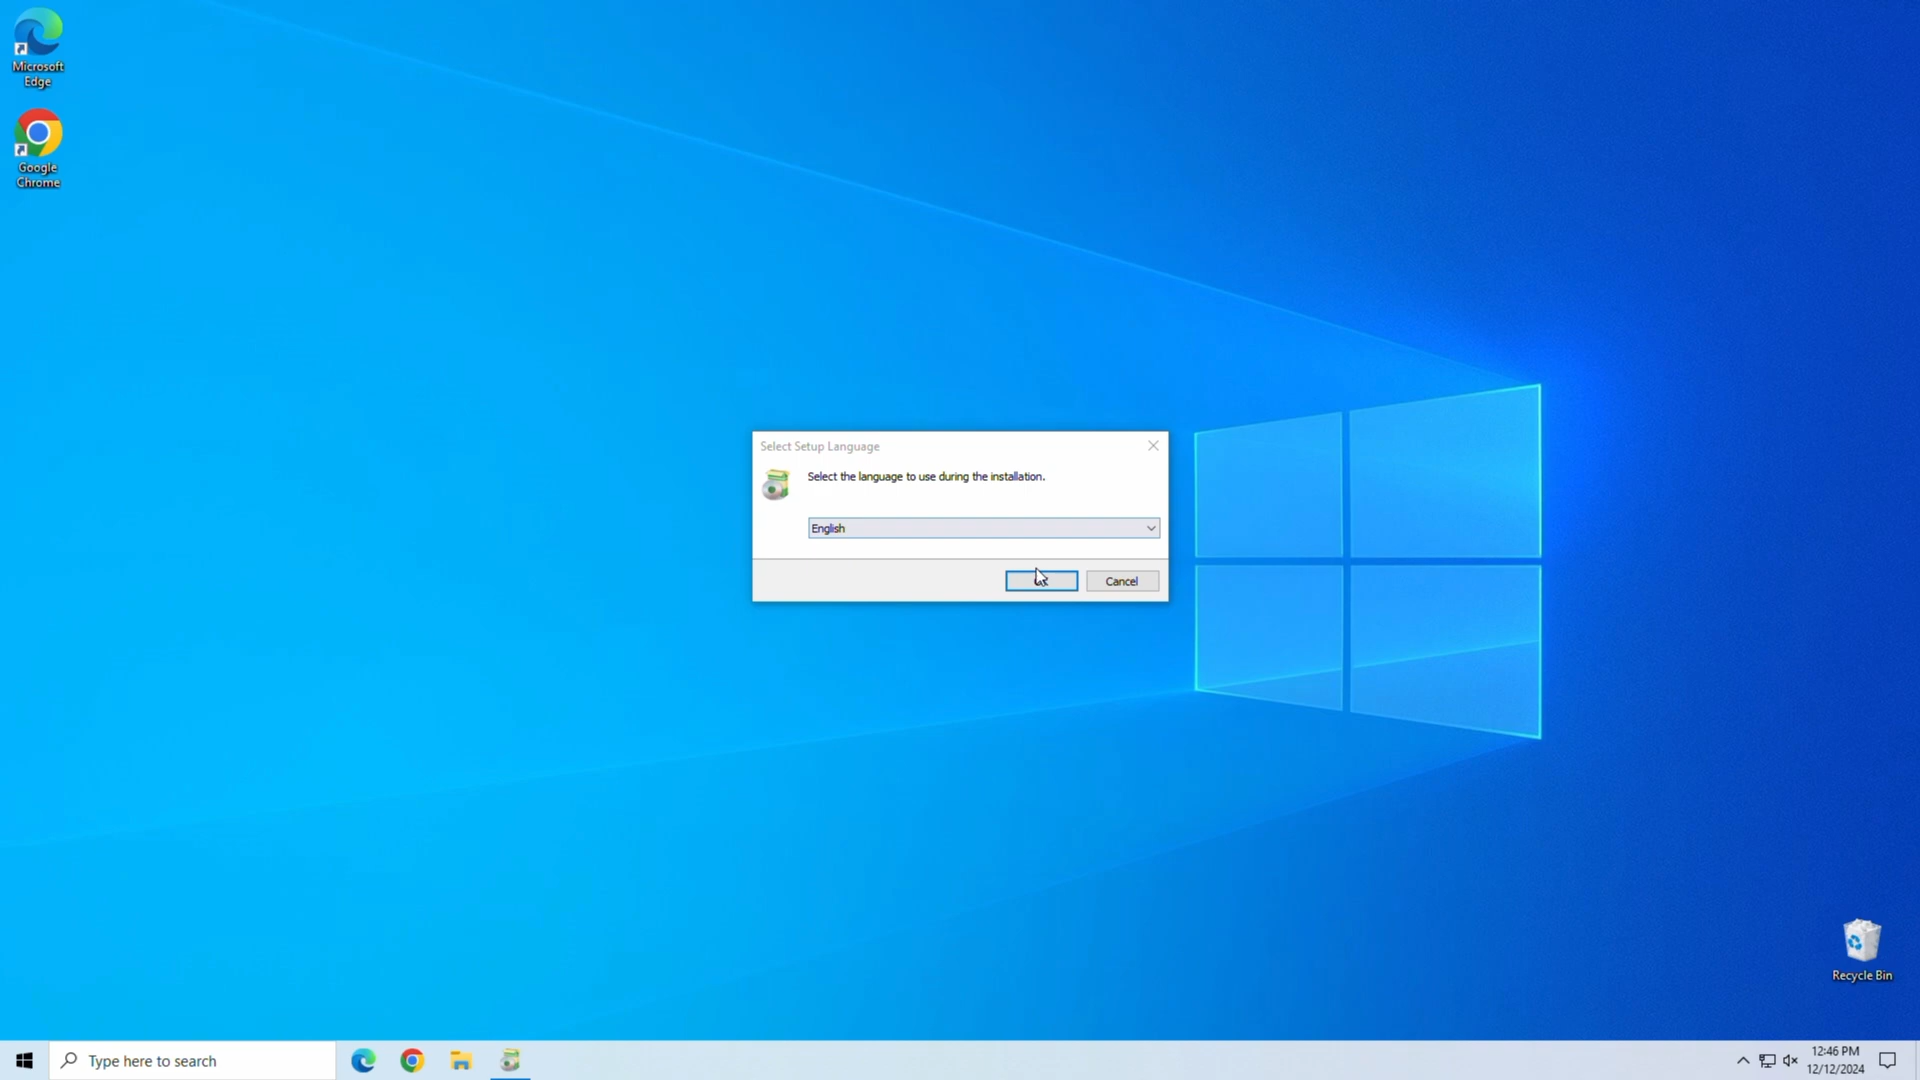 Microsoft
Edge
Google
Chrome
Select Setup Language
Select the language to use during the installation.
English
Cancel
Recycle Bin
Type here to search
12:46 PM
12/12/2024